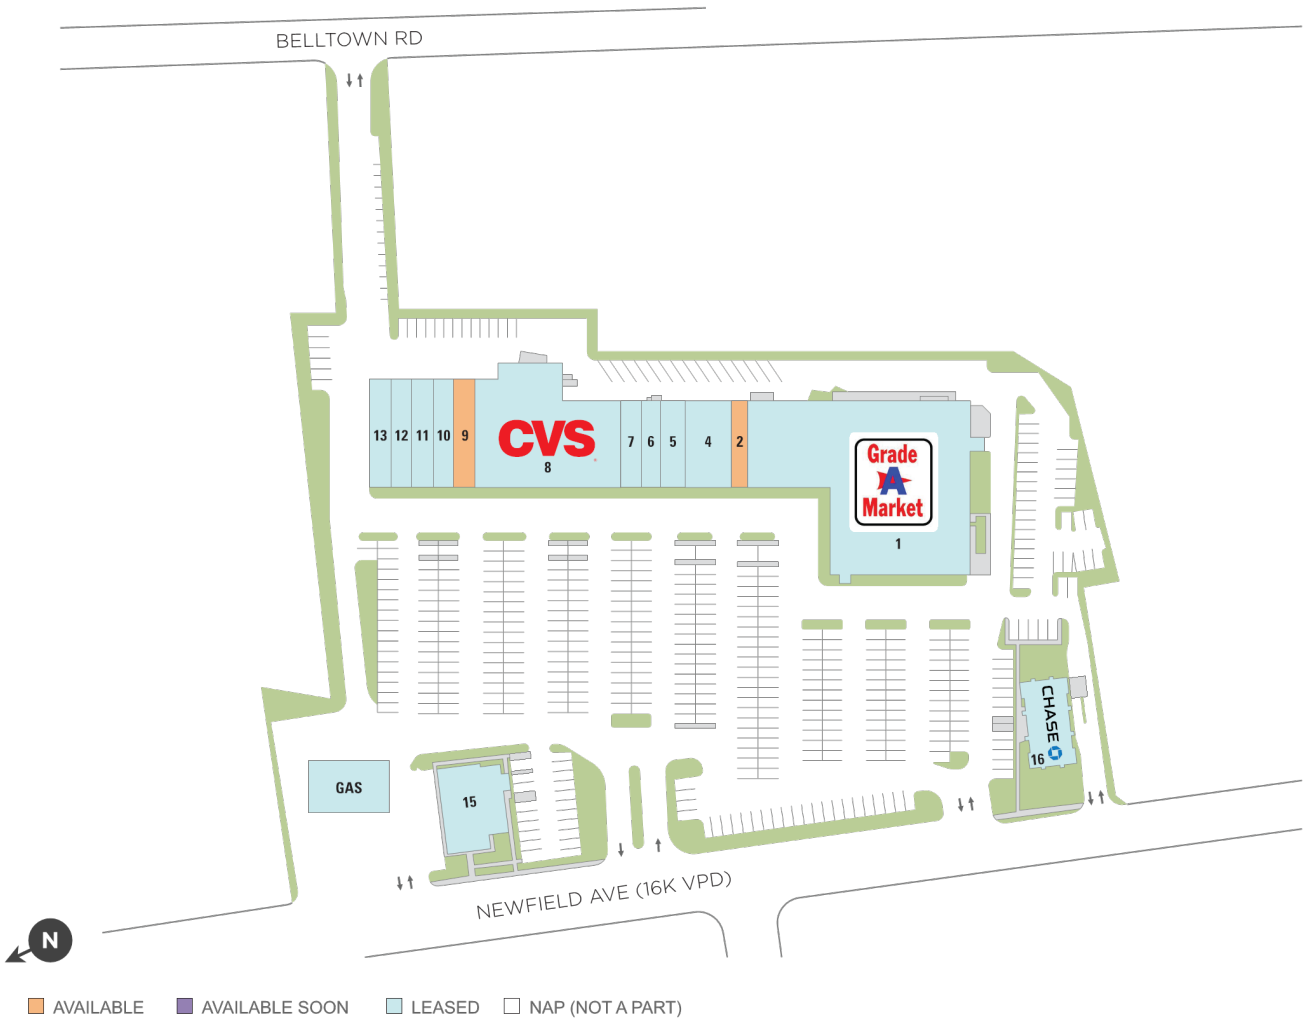 BELLTOWN RD
13 12 11 10 9
CVS
8
7 6 5 4 2
Grade
A
Market
1
CHASE
16
GAS
15
NEWFIELD AVE (16K VPD)
N
AVAILABLE AVAILABLE SOON LEASED NAP (NOT A PART)